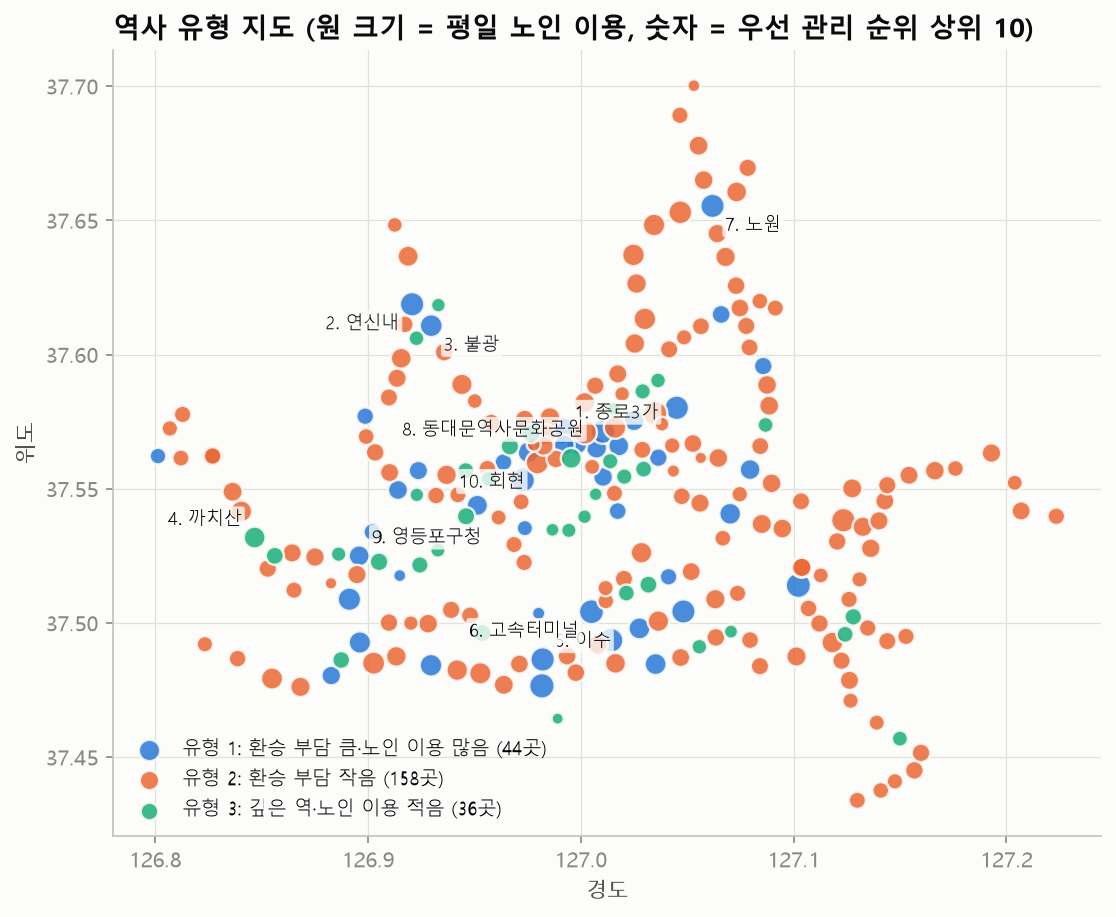 역사 유형 지도 (원 크기 = 평일 노인 이용, 숫자 = 우선 관리 순위 상위 10)
37.70
37.65
37.60
37.55
37.50
37.45
위도
7. 노원
2. 연신내
3. 불광
1. 종로3가
8. 동대문역사문화공원
10. 회현
4. 까치산
9. 영등포구청
6. 고속터미널
5. 이수
유형 1: 환승 부담 큼·노인 이용 많음 (44곳)
유형 2: 환승 부담 작음 (158곳)
유형 3: 깊은 역·노인 이용 적음 (36곳)
126.8
126.9
127.0
127.1
127.2
경도